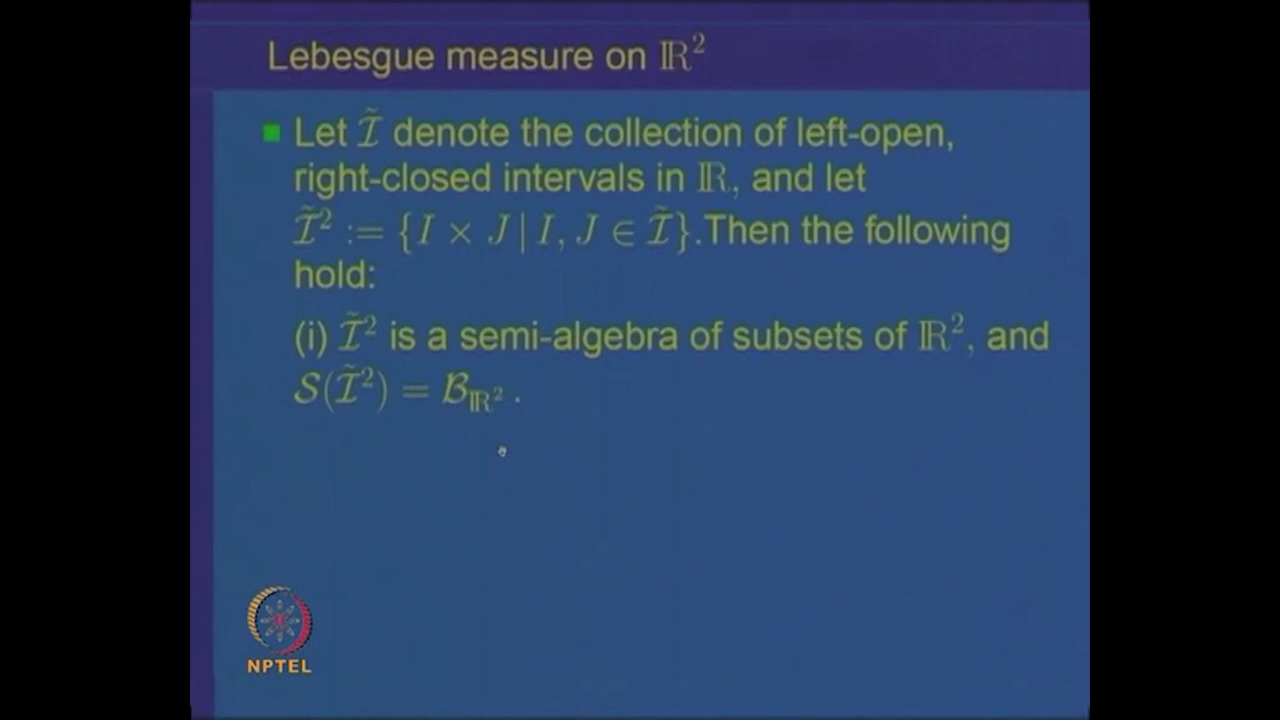 Lebesgue measure on ℝ²
Let Ĩ denote the collection of left-open,
right-closed intervals in ℝ, and let
Ĩ² := {I × J | I, J ∈ Ĩ}.Then the following
hold:
(i) Ĩ² is a semi-algebra of subsets of ℝ², and
𝒮(Ĩ²) = ℬ_ℝ² .
NPTEL